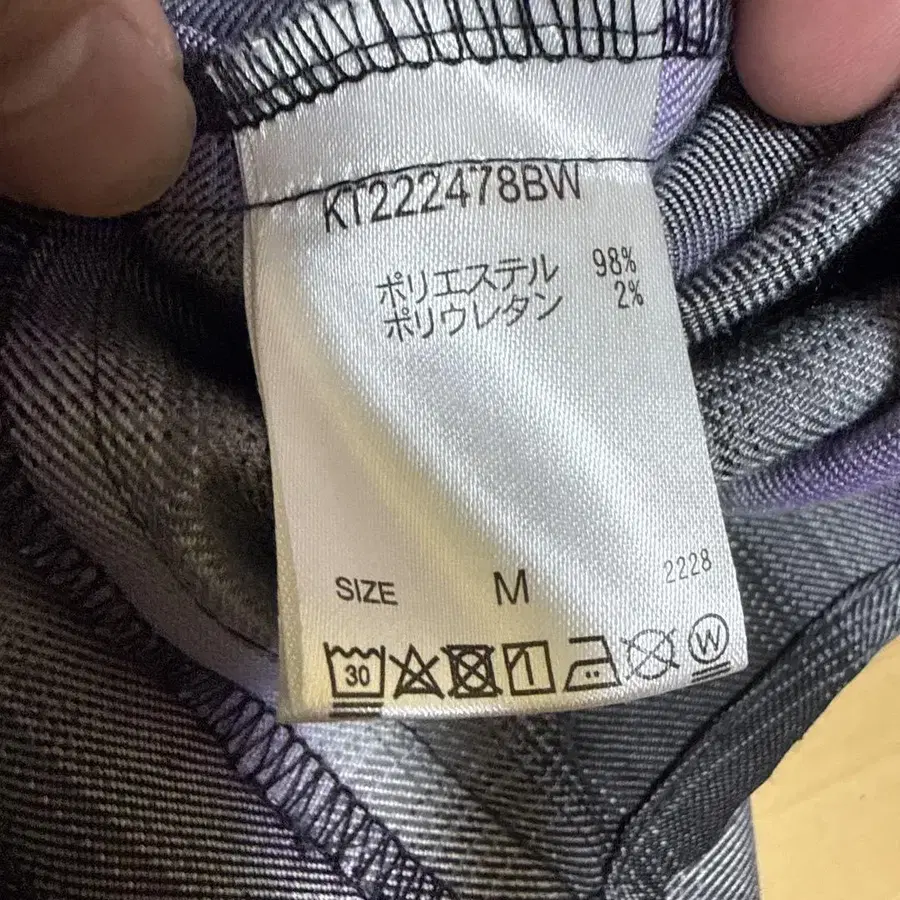 KT222478BW
ポリエステル 98%
ポリウレタン 2%
SIZE M 2228
30 W